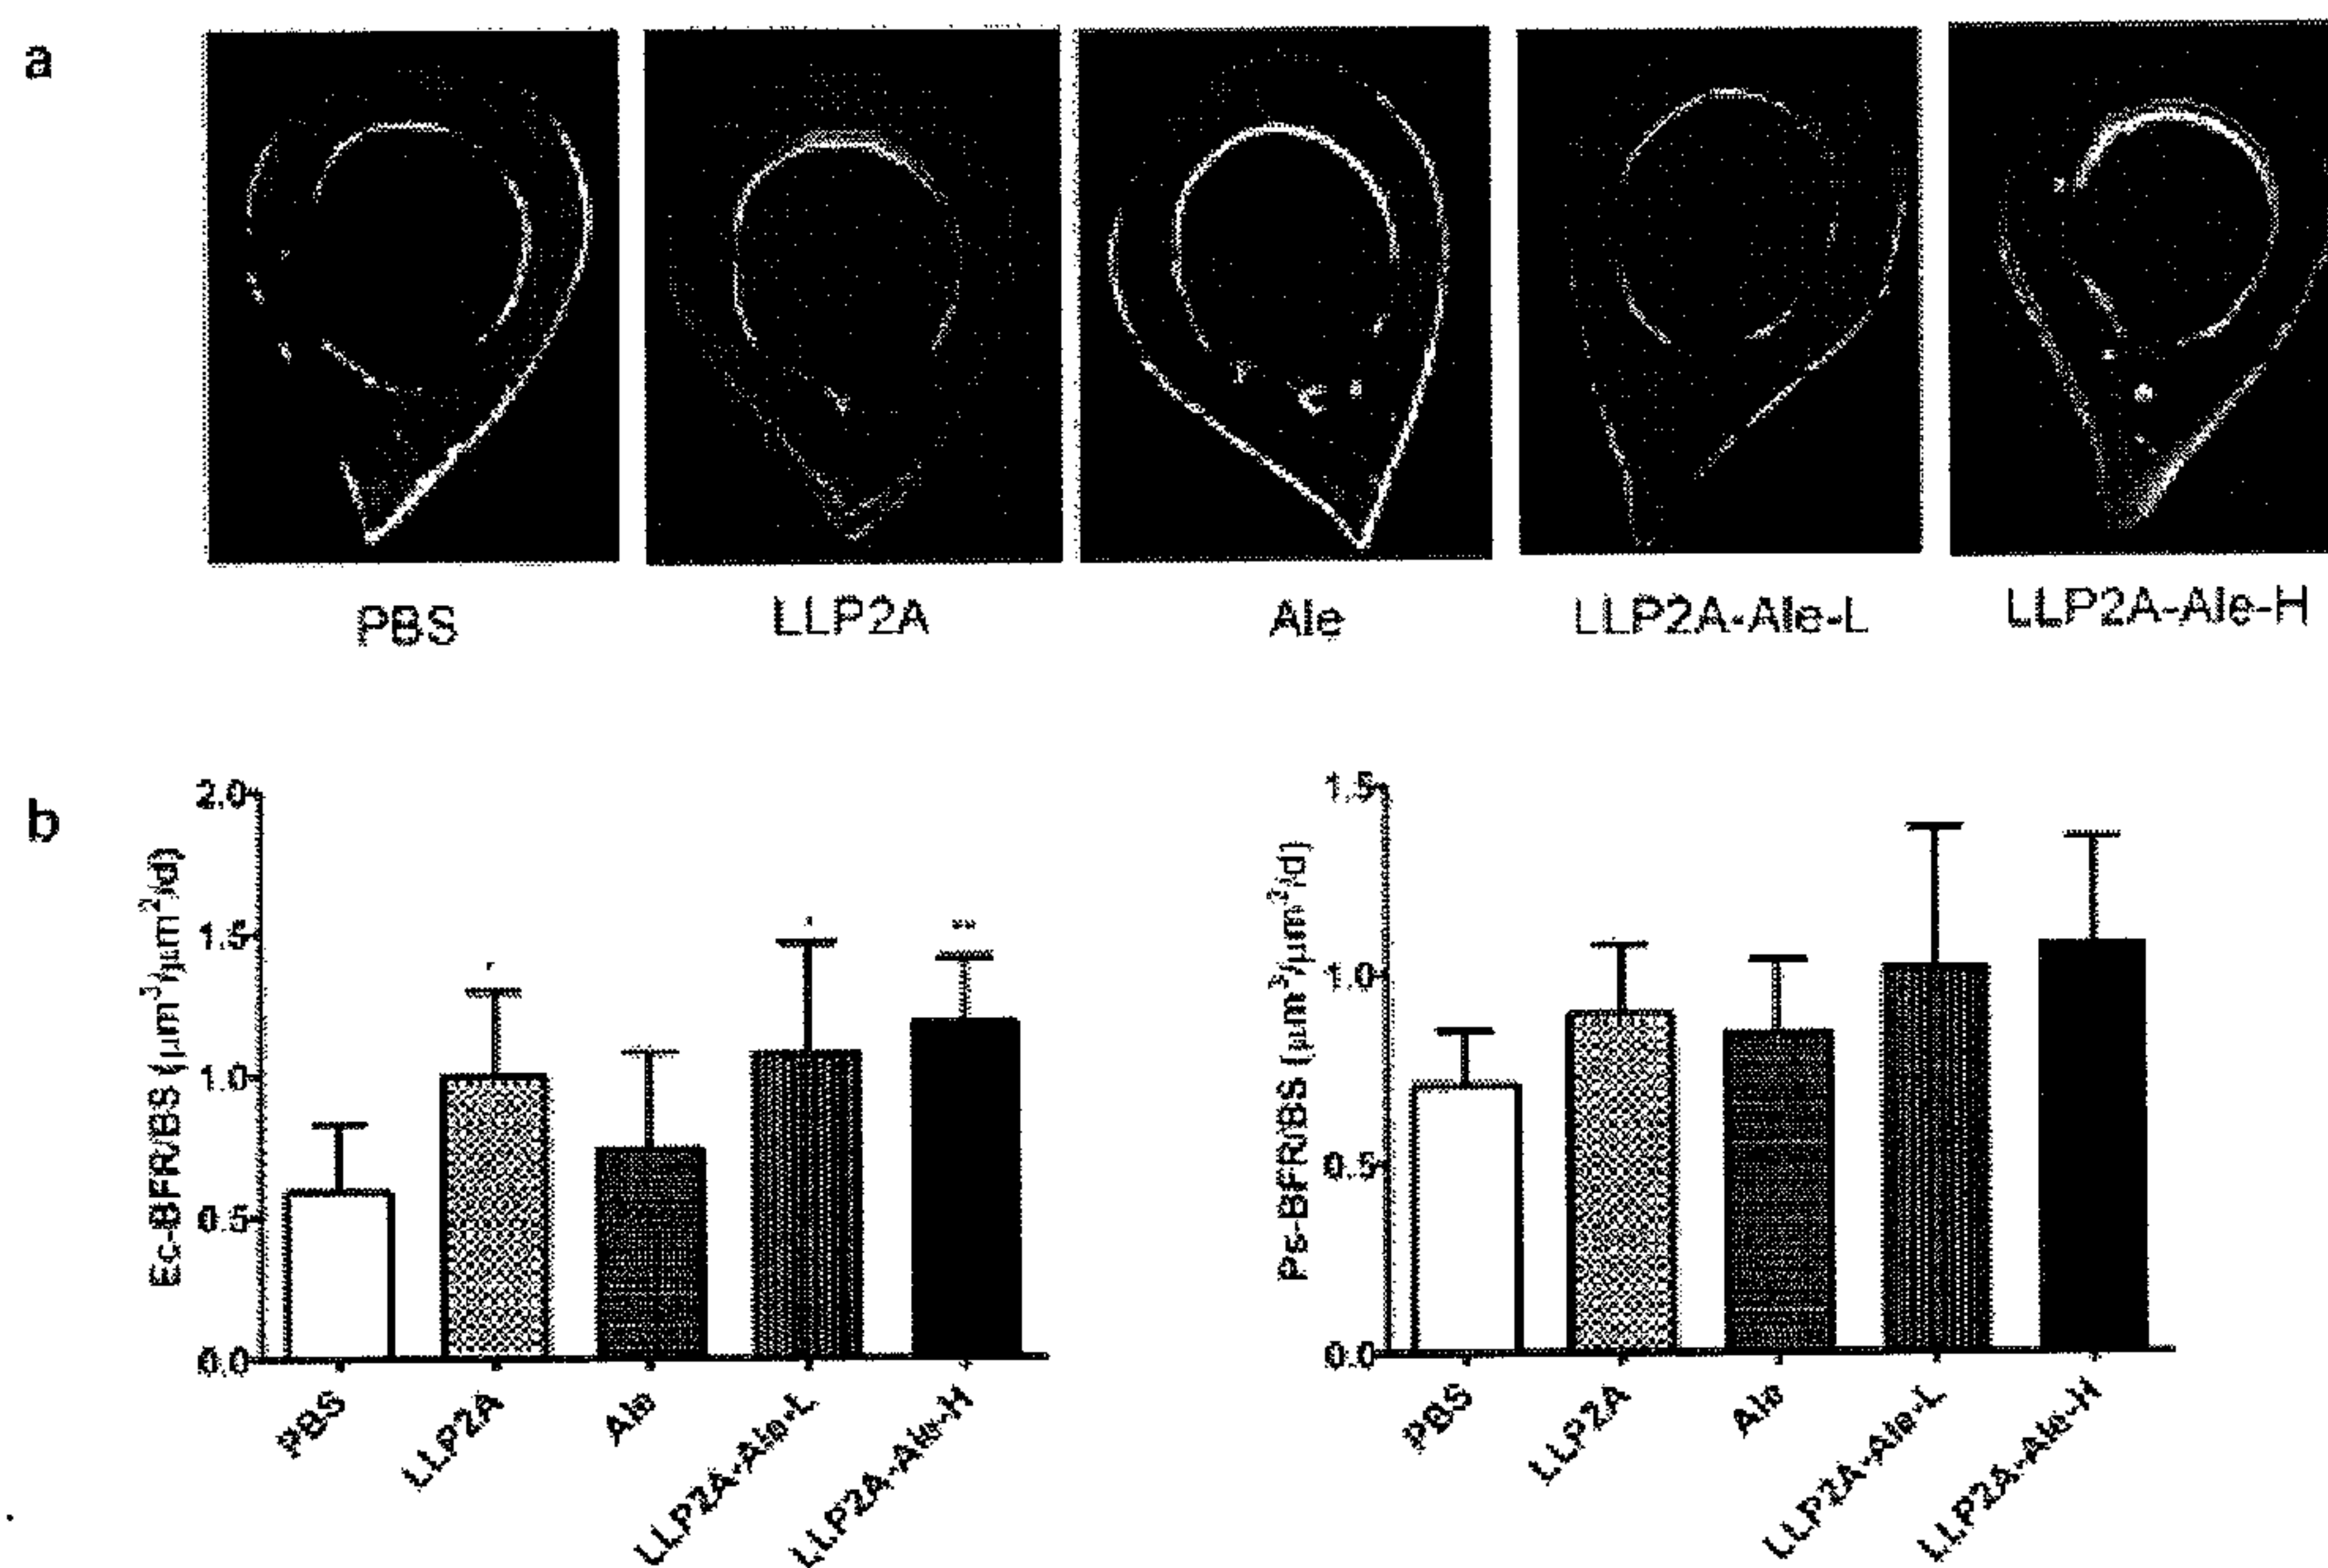 a
PBS
LLP2A
Ale
LLP2A-Ale-L
LLP2A-Ale-H
b
Ec-BFR/BS (μm³/μm²/d)
2.0
1.5
1.0
0.5
0.0
PBS
LLP2A
Ale
LLP2A-Ale-L
LLP2A-Ale-H
*
*
**
Ps-BFR/BS (μm³/μm²/d)
1.5
1.0
0.5
0.0
PBS
LLP2A
Ale
LLP2A-Ale-L
LLP2A-Ale-H